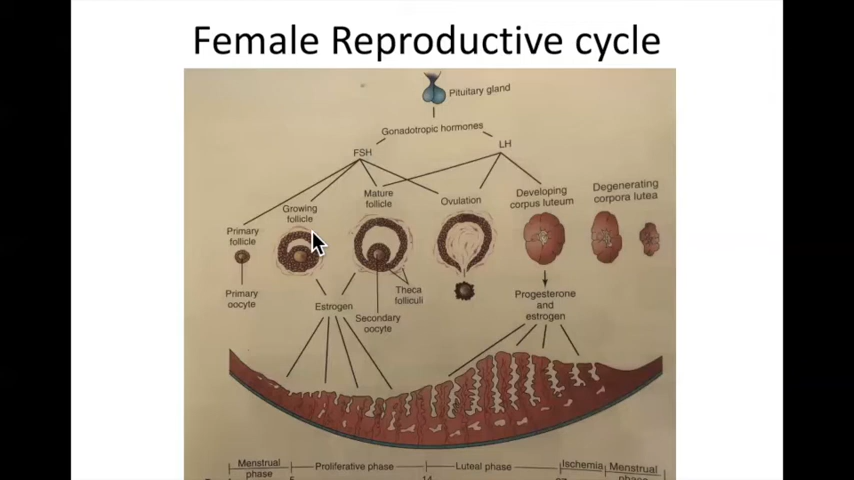 Female Reproductive cycle
Pituitary gland
Gonadotropic hormones
FSH
LH
Primary
follicle
Growing
follicle
Mature
follicle
Ovulation
Developing
corpus luteum
Degenerating
corpora lutea
Primary
oocyte
Estrogen
Secondary
oocyte
Theca
folliculi
Progesterone
and
estrogen
Menstrual
phase
Proliferative phase
Luteal phase
Ischemia
Menstrual
5
14